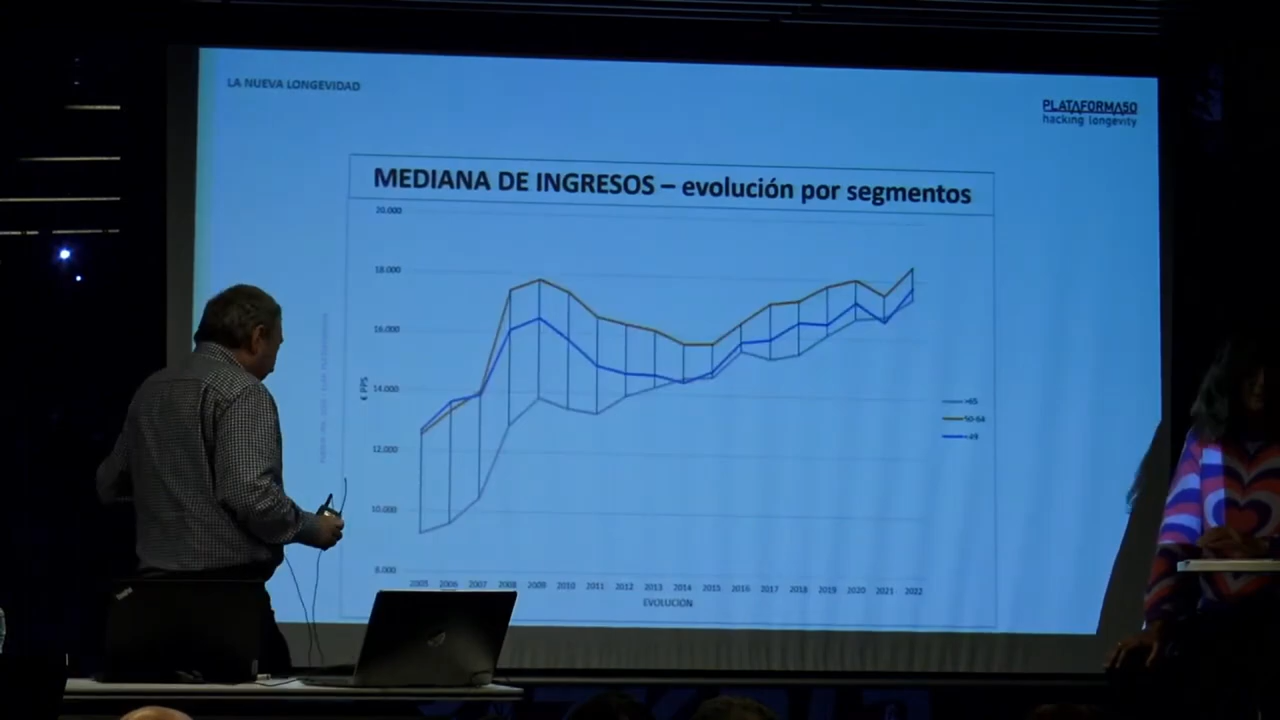 LA NUEVA LONGEVIDAD
PLATAFORMA50
hacking longevity
MEDIANA DE INGRESOS – evolución por segmentos
20.000
18.000
16.000
14.000
12.000
10.000
8.000
€ PPS
2005 2006 2007 2008 2009 2010 2011 2012 2013 2014 2015 2016 2017 2018 2019 2020 2021 2022
EVOLUCION
>65
50-64